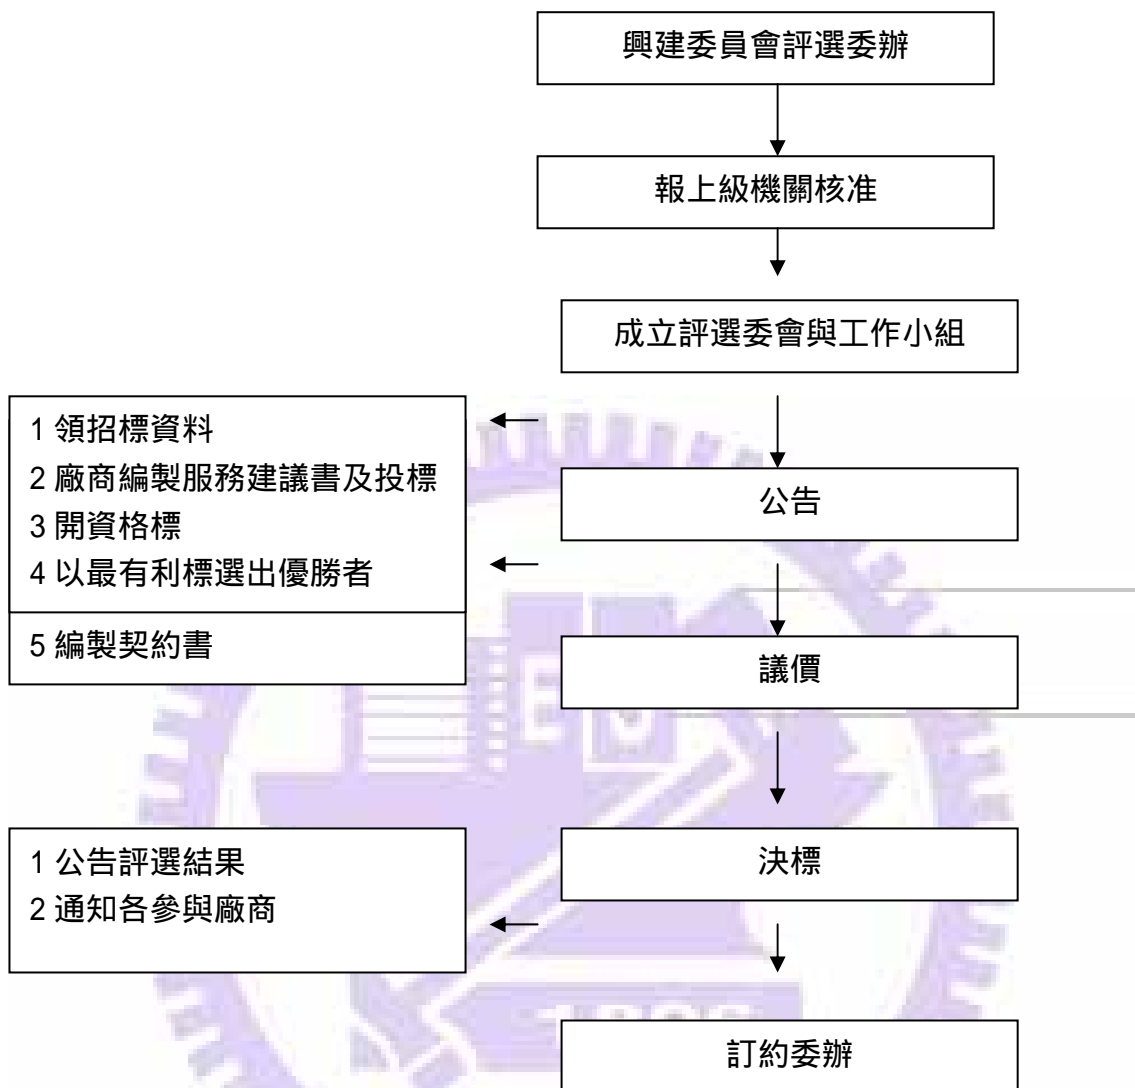 興建委員會評選委辦
報上級機關核准
成立評選委會與工作小組
1 領招標資料
2 廠商編製服務建議書及投標
3 開資格標
4 以最有利標選出優勝者
5 編製契約書
公告
議價
1 公告評選結果
2 通知各參與廠商
決標
訂約委辦